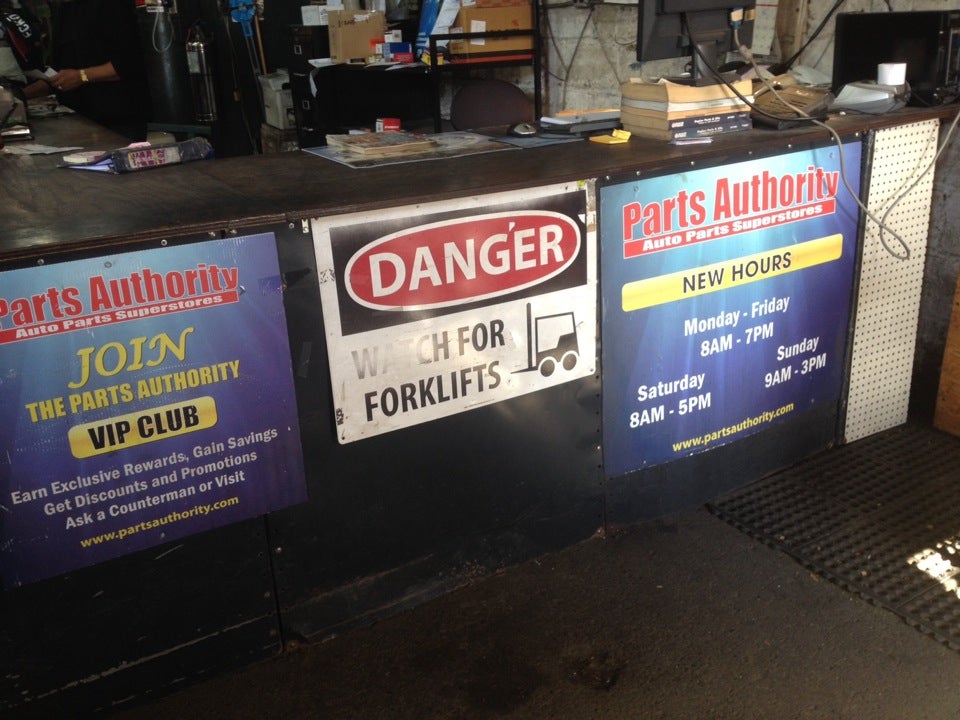 Parts Authority
Auto Parts Superstores
JOIN
THE PARTS AUTHORITY
VIP CLUB
Earn Exclusive Rewards, Gain Savings
Get Discounts and Promotions
Ask a Counterman or Visit
www.partsauthority.com
DANGER
WATCH FOR
FORKLIFTS
Parts Authority
Auto Parts Superstores
NEW HOURS
Monday - Friday
8AM - 7PM
Saturday
8AM - 5PM
Sunday
9AM - 3PM
www.partsauthority.com